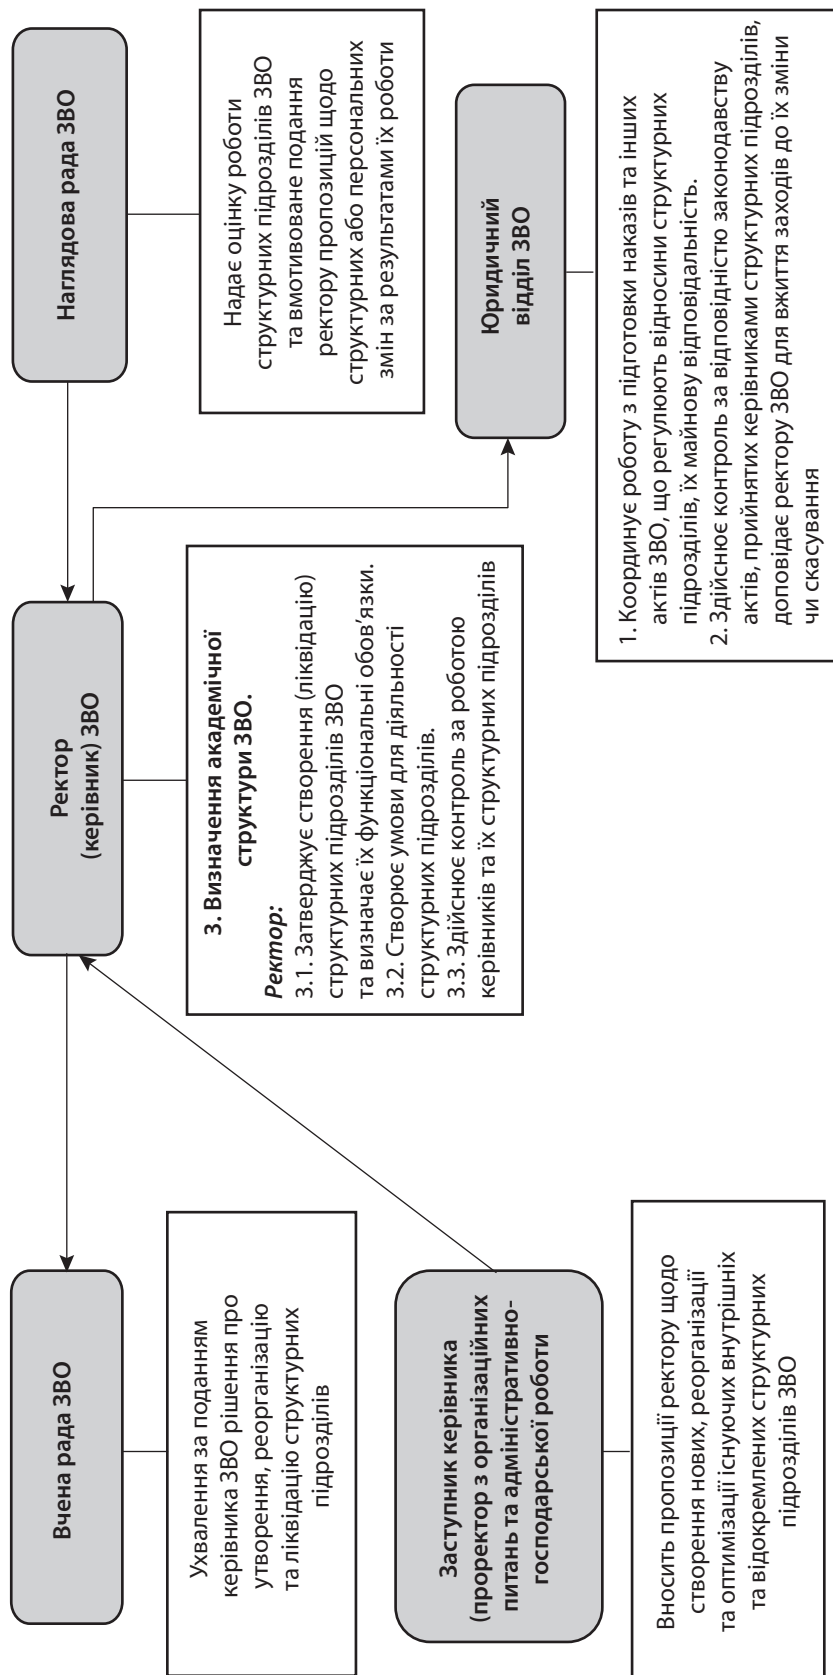 Вчена рада ЗВО
Ухвалення за поданням
керівника ЗВО рішення про
утворення, реорганізацію
та ліквідацію структурних
підрозділів
Ректор
(керівник) ЗВО
3. Визначення академічної
структури ЗВО.
Ректор:
3.1. Затверджує створення (ліквідацію)
структурних підрозділів ЗВО
та визначає їх функціональні обов’язки.
3.2. Створює умови для діяльності
структурних підрозділів.
3.3. Здійснює контроль за роботою
керівників та їх структурних підрозділів
Наглядова рада ЗВО
Надає оцінку роботи
структурних підрозділів ЗВО
та вмотивоване подання
ректору пропозицій щодо
структурних або персональних
змін за результатами їх роботи
Заступник керівника
(проректор з організаційних
питань та адміністративно-
господарської роботи
Вносить пропозиції ректору щодо
створення нових, реорганізації
та оптимізації існуючих внутрішніх
та відокремлених структурних
підрозділів ЗВО
Юридичний
відділ ЗВО
1. Координує роботу з підготовки наказів та інших
актів ЗВО, що регулюють відносини структурних
підрозділів, їх майнову відповідальність.
2. Здійснює контроль за відповідністю законодавству
актів, прийнятих керівниками структурних підрозділів,
доповідає ректору ЗВО для вжиття заходів до їх зміни
чи скасування